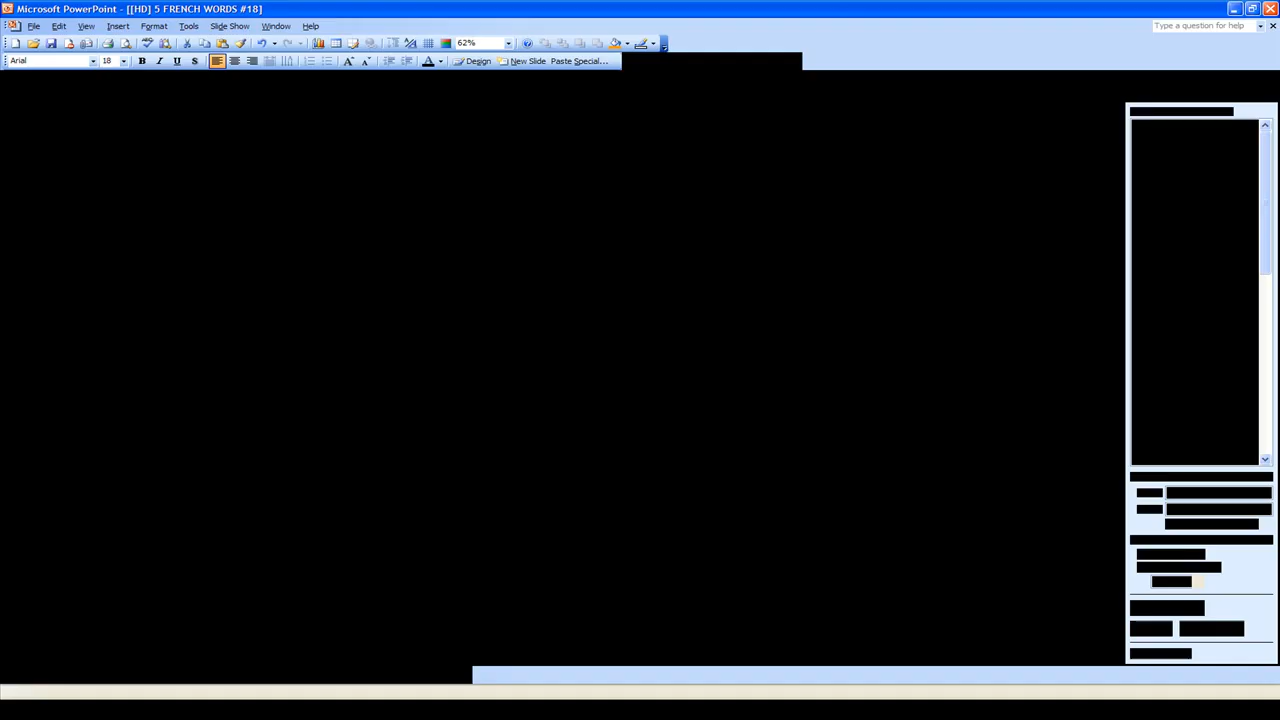 Microsoft PowerPoint - [[HD] 5 FRENCH WORDS #18]
File Edit View Insert Format Tools Slide Show Window Help
Type a question for help
62%
Arial 18 B I U S A Design New Slide Paste Special...